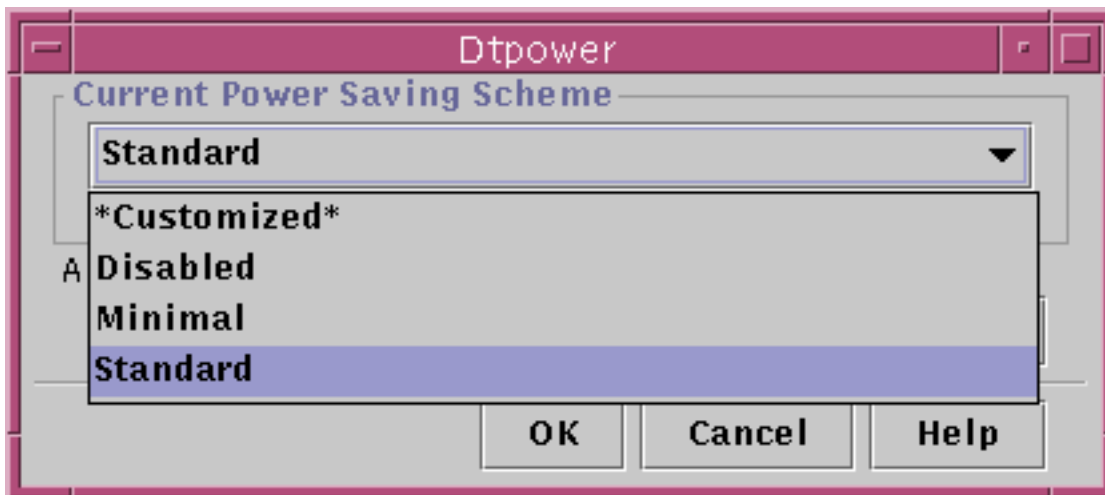 Dtpower
Current Power Saving Scheme
Standard
*Customized*
Disabled
Minimal
Standard
A
OK Cancel Help